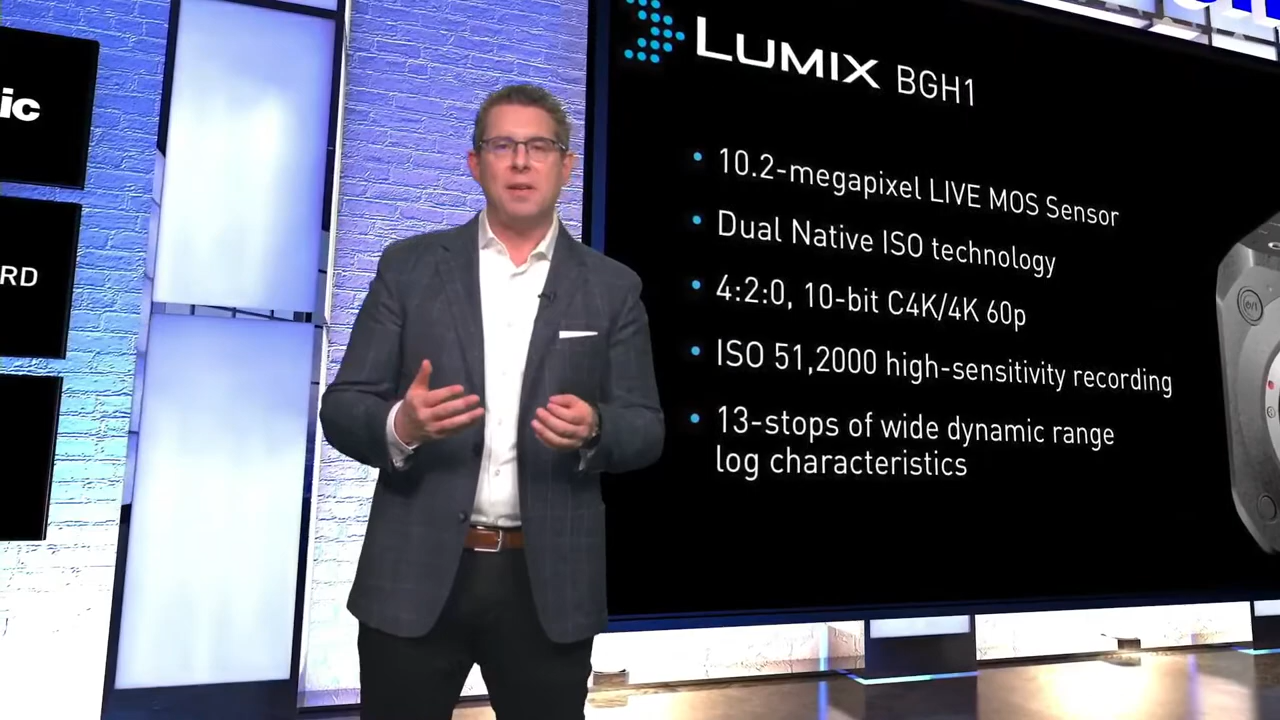 ic
RD
LUMIX BGH1
• 10.2-megapixel LIVE MOS Sensor
• Dual Native ISO technology
• 4:2:0, 10-bit C4K/4K 60p
• ISO 51,2000 high-sensitivity recording
• 13-stops of wide dynamic range
log characteristics